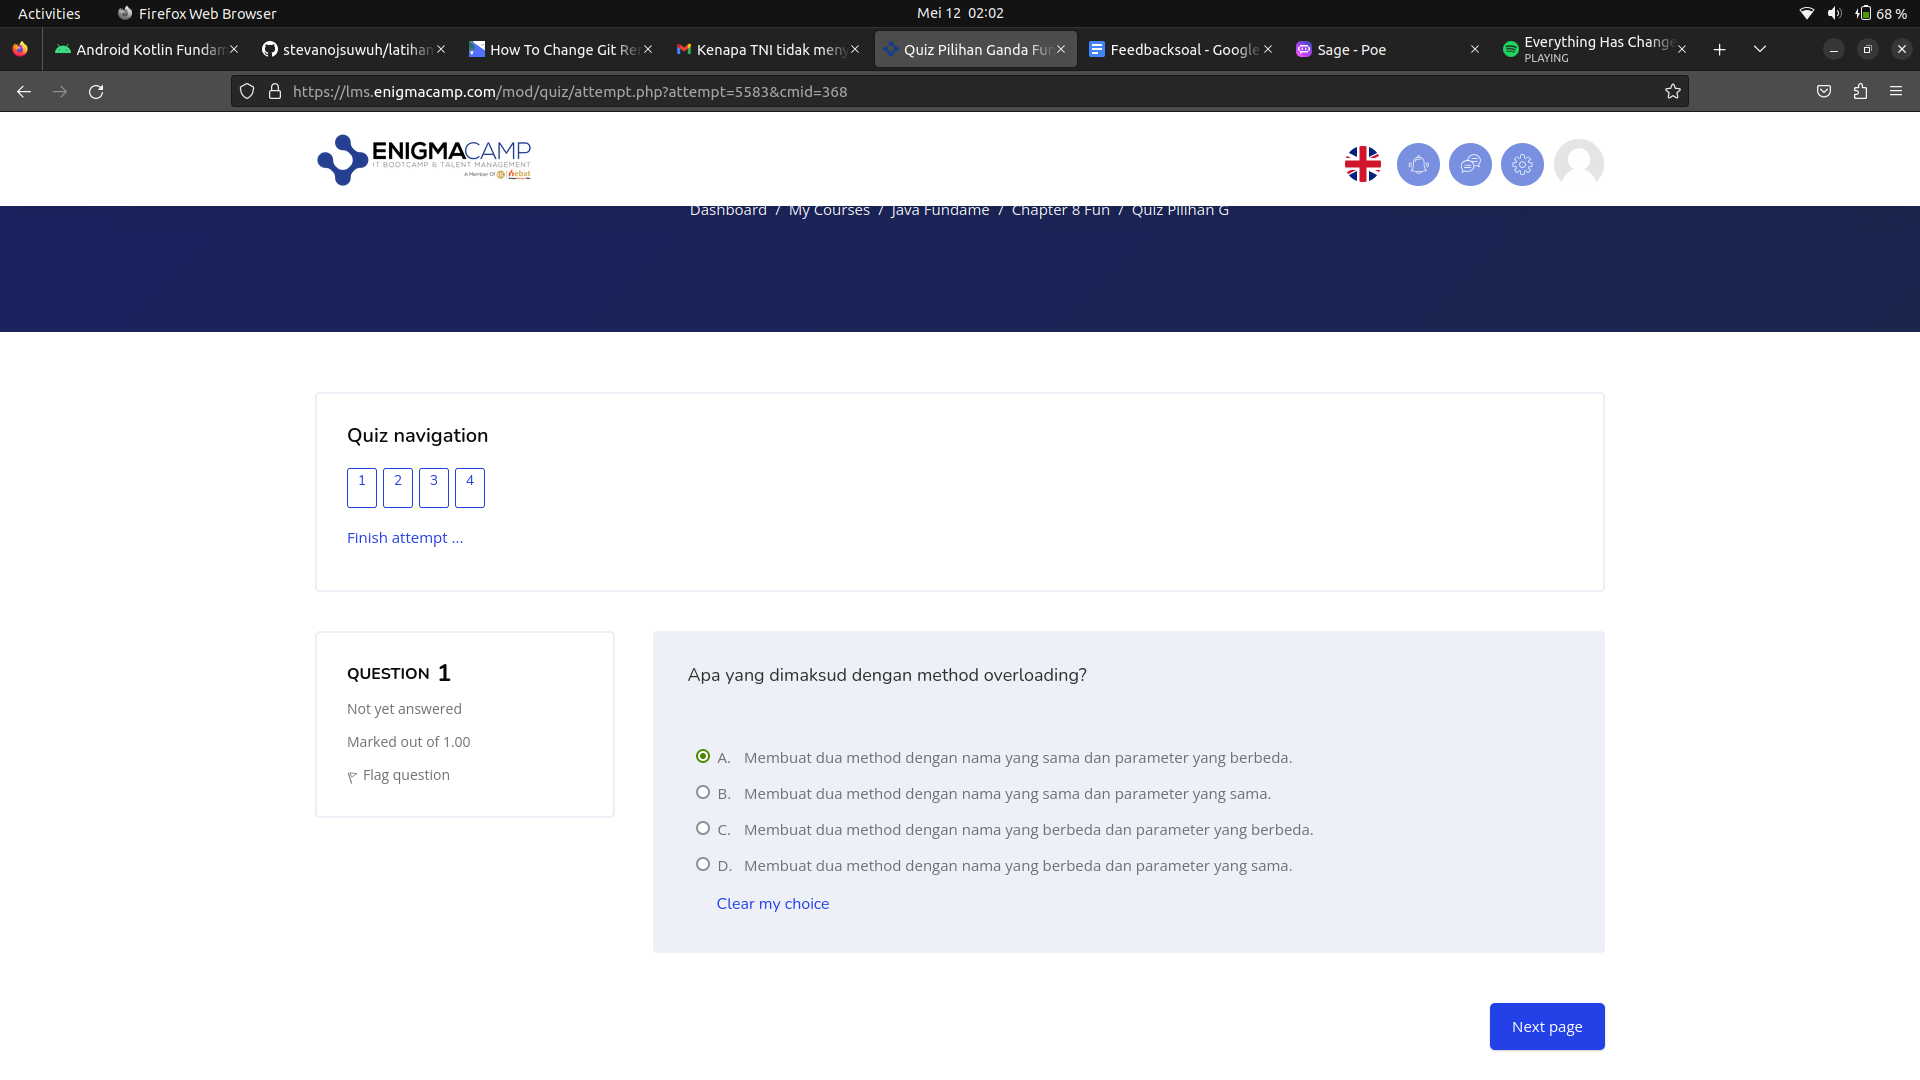 Activities
Firefox Web Browser
Mei 12 02:02
68 %
Android Kotlin Fundam
stevanojsuwuh/latihan
How To Change Git Re
Kenapa TNI tidak meny
Quiz Pilihan Ganda Fun
Feedbacksoal - Google
Sage - Poe
Everything Has Change
PLAYING
https://lms.enigmacamp.com/mod/quiz/attempt.php?attempt=5583&cmid=368
ENIGMACAMP
IT BOOTCAMP & TALENT MANAGEMENT
A Member Of
Dashboard / My Courses / Java Fundame / Chapter 8 Fun / Quiz Pilihan G
Quiz navigation
1 2 3 4
Finish attempt ...
QUESTION 1
Not yet answered
Marked out of 1.00
Flag question
Apa yang dimaksud dengan method overloading?
A. Membuat dua method dengan nama yang sama dan parameter yang berbeda.
B. Membuat dua method dengan nama yang sama dan parameter yang sama.
C. Membuat dua method dengan nama yang berbeda dan parameter yang berbeda.
D. Membuat dua method dengan nama yang berbeda dan parameter yang sama.
Clear my choice
Next page